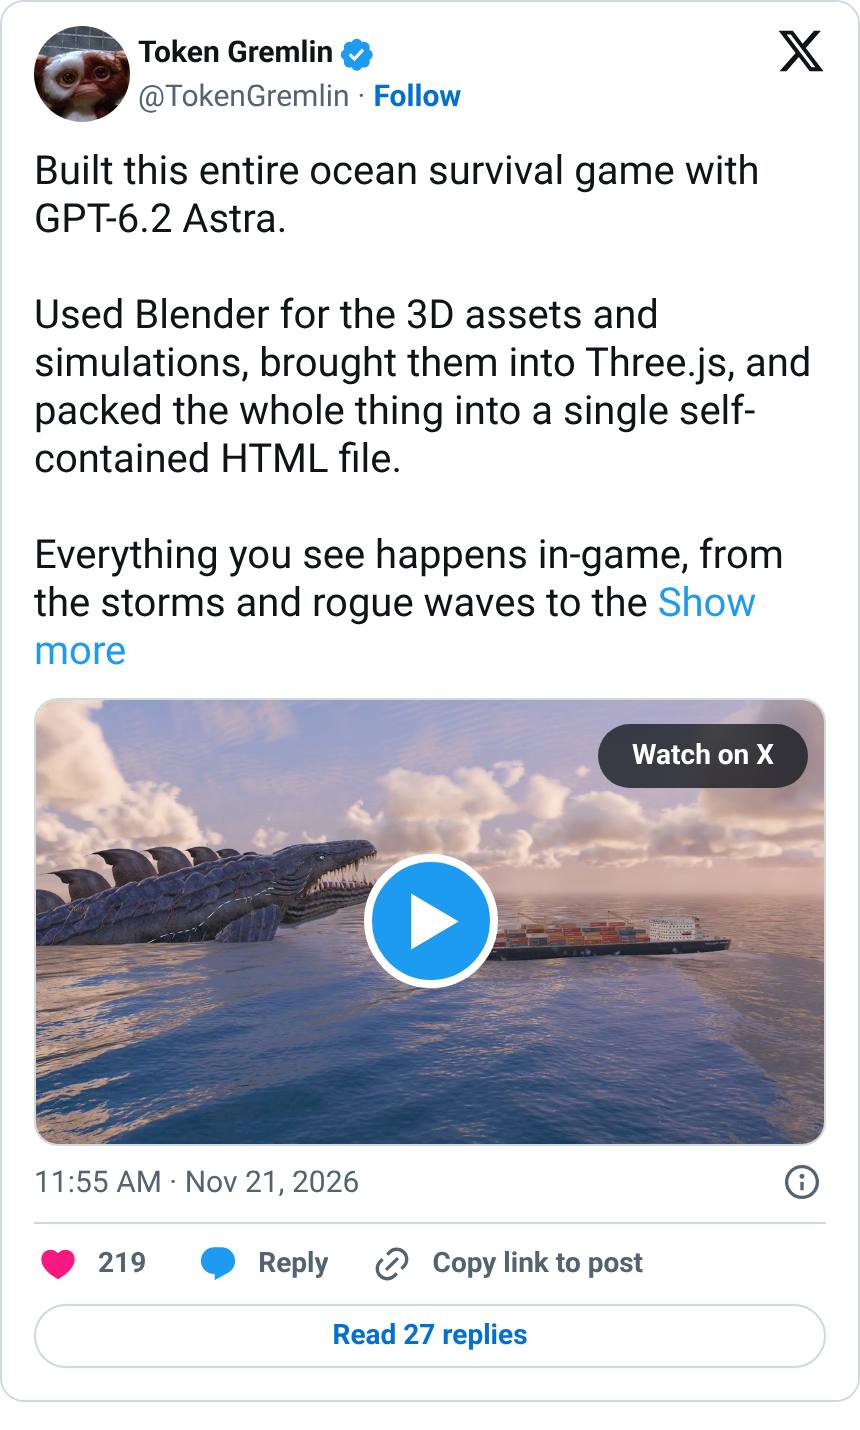 Token Gremlin
@TokenGremlin · Follow
Built this entire ocean survival game with
GPT-6.2 Astra.
Used Blender for the 3D assets and
simulations, brought them into Three.js, and
packed the whole thing into a single self-
contained HTML file.
Everything you see happens in-game, from
the storms and rogue waves to the Show
more
Watch on X
11:55 AM · Nov 21, 2026
219
Reply
Copy link to post
Read 27 replies